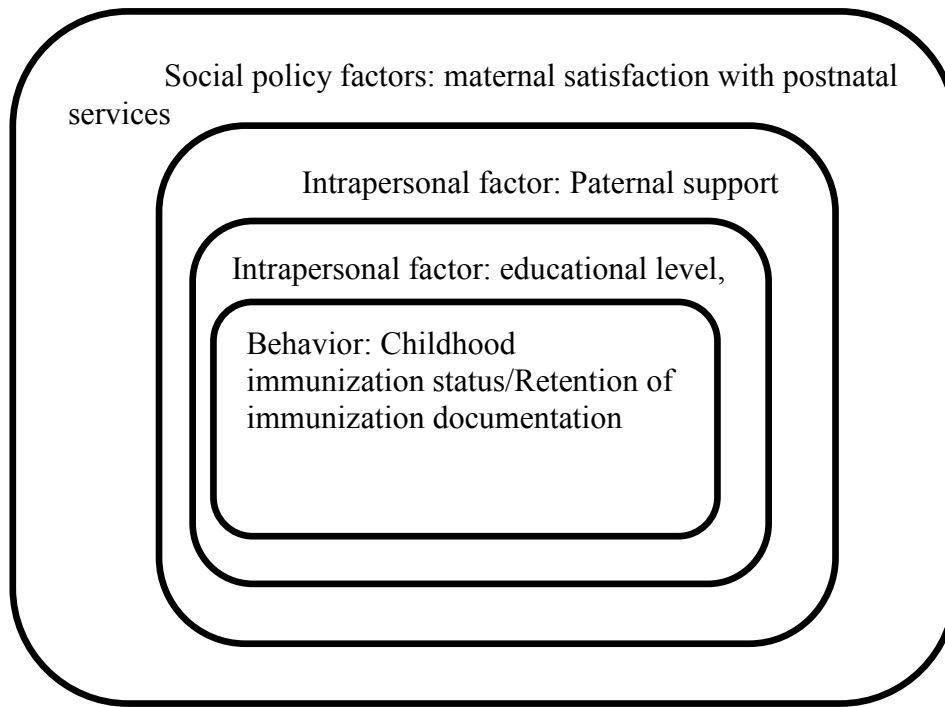 Social policy factors: maternal satisfaction with postnatal
services
Intrapersonal factor: Paternal support
Intrapersonal factor: educational level,
Behavior: Childhood
immunization status/Retention of
immunization documentation